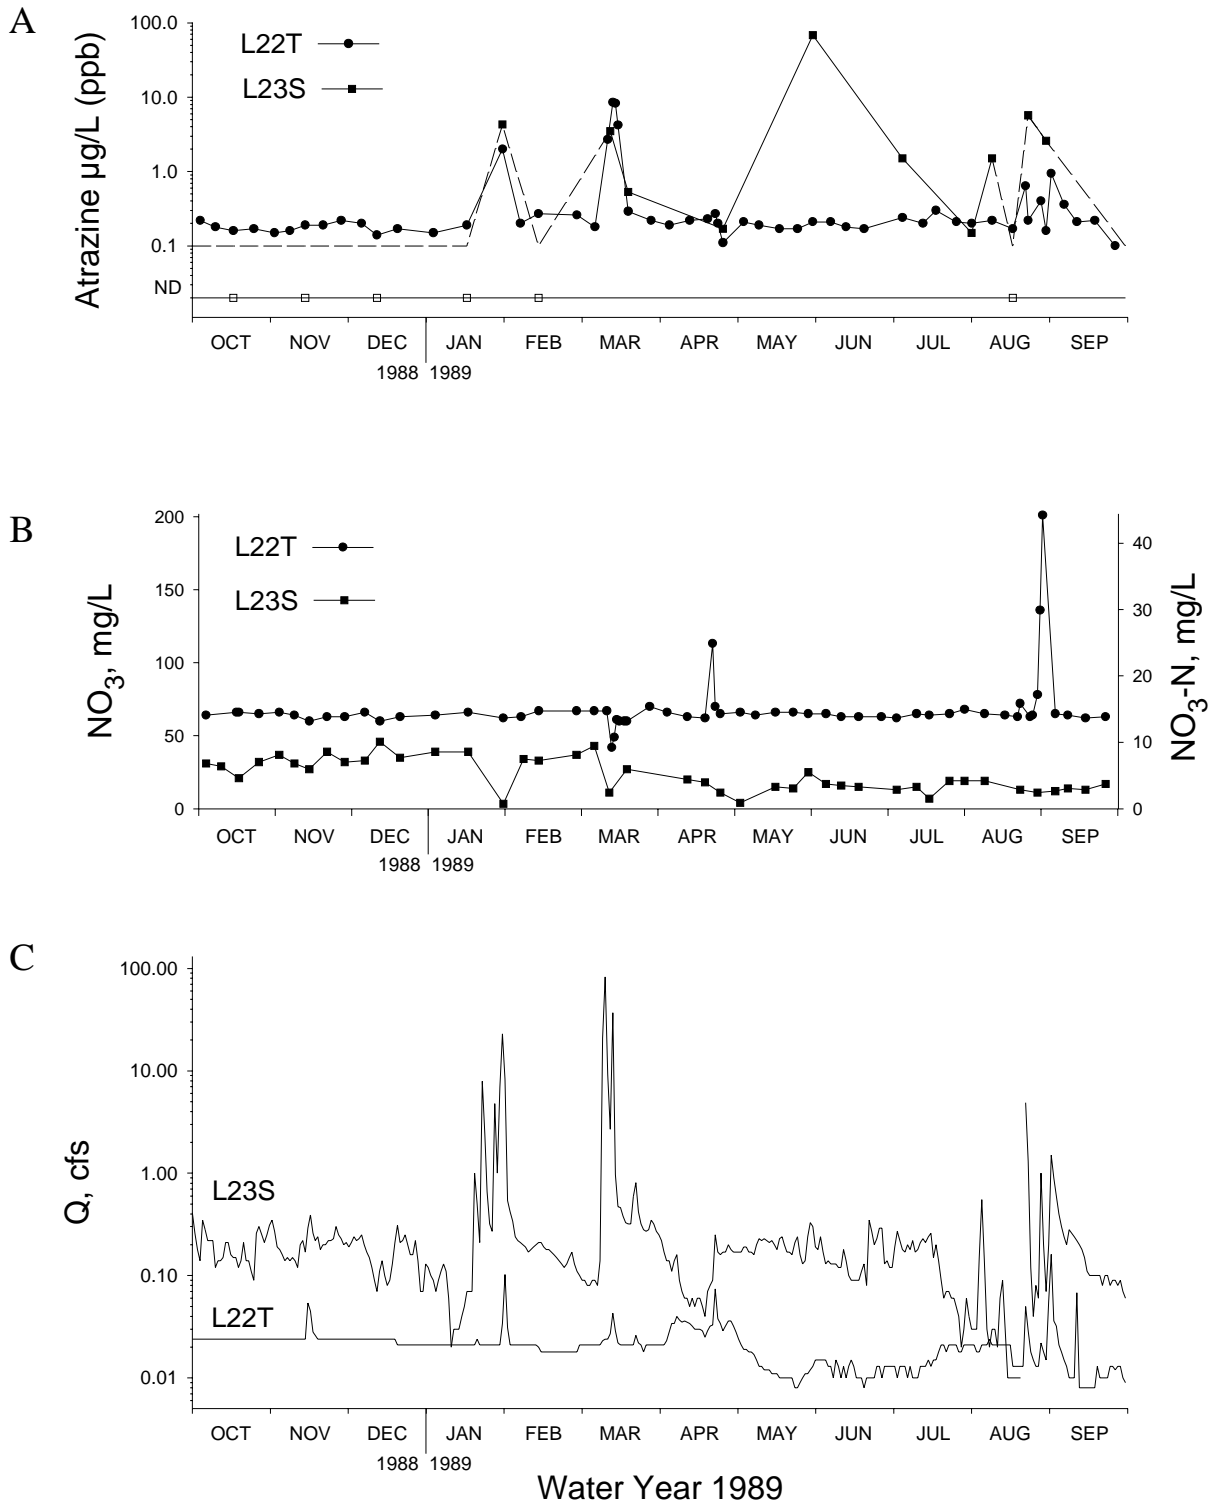 A
Atrazine µg/L (ppb)
100.0
10.0
1.0
0.1
ND
L22T
L23S
OCT NOV DEC JAN FEB MAR APR MAY JUN JUL AUG SEP
1988 1989
B
NO3, mg/L
200
150
100
50
0
L22T
L23S
40
30
20
10
0
NO3-N, mg/L
OCT NOV DEC JAN FEB MAR APR MAY JUN JUL AUG SEP
1988 1989
C
Q, cfs
100.00
10.00
1.00
0.10
0.01
L23S
L22T
OCT NOV DEC JAN FEB MAR APR MAY JUN JUL AUG SEP
1988 1989
Water Year 1989